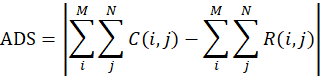 ADS = |∑_i^M ∑_j^N C(i,j) − ∑_i^M ∑_j^N R(i,j)|